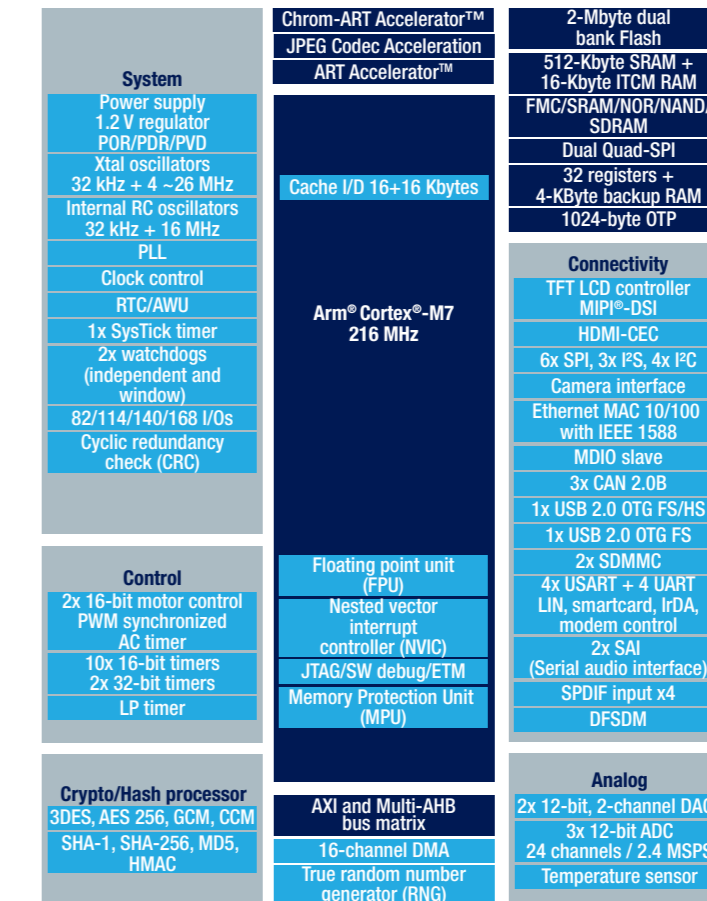 System
Power supply
1.2 V regulator
POR/PDR/PVD
Xtal oscillators
32 kHz + 4 ~26 MHz
Internal RC oscillators
32 kHz + 16 MHz
PLL
Clock control
RTC/AWU
1x SysTick timer
2x watchdogs
(independent and
window)
82/114/140/168 I/Os
Cyclic redundancy
check (CRC)
Control
2x 16-bit motor control
PWM synchronized
AC timer
10x 16-bit timers
2x 32-bit timers
LP timer
Crypto/Hash processor
3DES, AES 256, GCM, CCM
SHA-1, SHA-256, MD5,
HMAC
Chrom-ART Accelerator™
JPEG Codec Acceleration
ART Accelerator™
Cache I/D 16+16 Kbytes
Arm® Cortex®-M7
216 MHz
Floating point unit
(FPU)
Nested vector
interrupt
controller (NVIC)
JTAG/SW debug/ETM
Memory Protection Unit
(MPU)
AXI and Multi-AHB
bus matrix
16-channel DMA
True random number
generator (RNG)
2-Mbyte dual
bank Flash
512-Kbyte SRAM +
16-Kbyte ITCM RAM
FMC/SRAM/NOR/NAND/
SDRAM
Dual Quad-SPI
32 registers +
4-KByte backup RAM
1024-byte OTP
Connectivity
TFT LCD controller
MIPI®-DSI
HDMI-CEC
6x SPI, 3x I²S, 4x I²C
Camera interface
Ethernet MAC 10/100
with IEEE 1588
MDIO slave
3x CAN 2.0B
1x USB 2.0 OTG FS/HS
1x USB 2.0 OTG FS
2x SDMMC
4x USART + 4 UART
LIN, smartcard, IrDA,
modem control
2x SAI
(Serial audio interface)
SPDIF input x4
DFSDM
Analog
2x 12-bit, 2-channel DAC
3x 12-bit ADC
24 channels / 2.4 MSPS
Temperature sensor